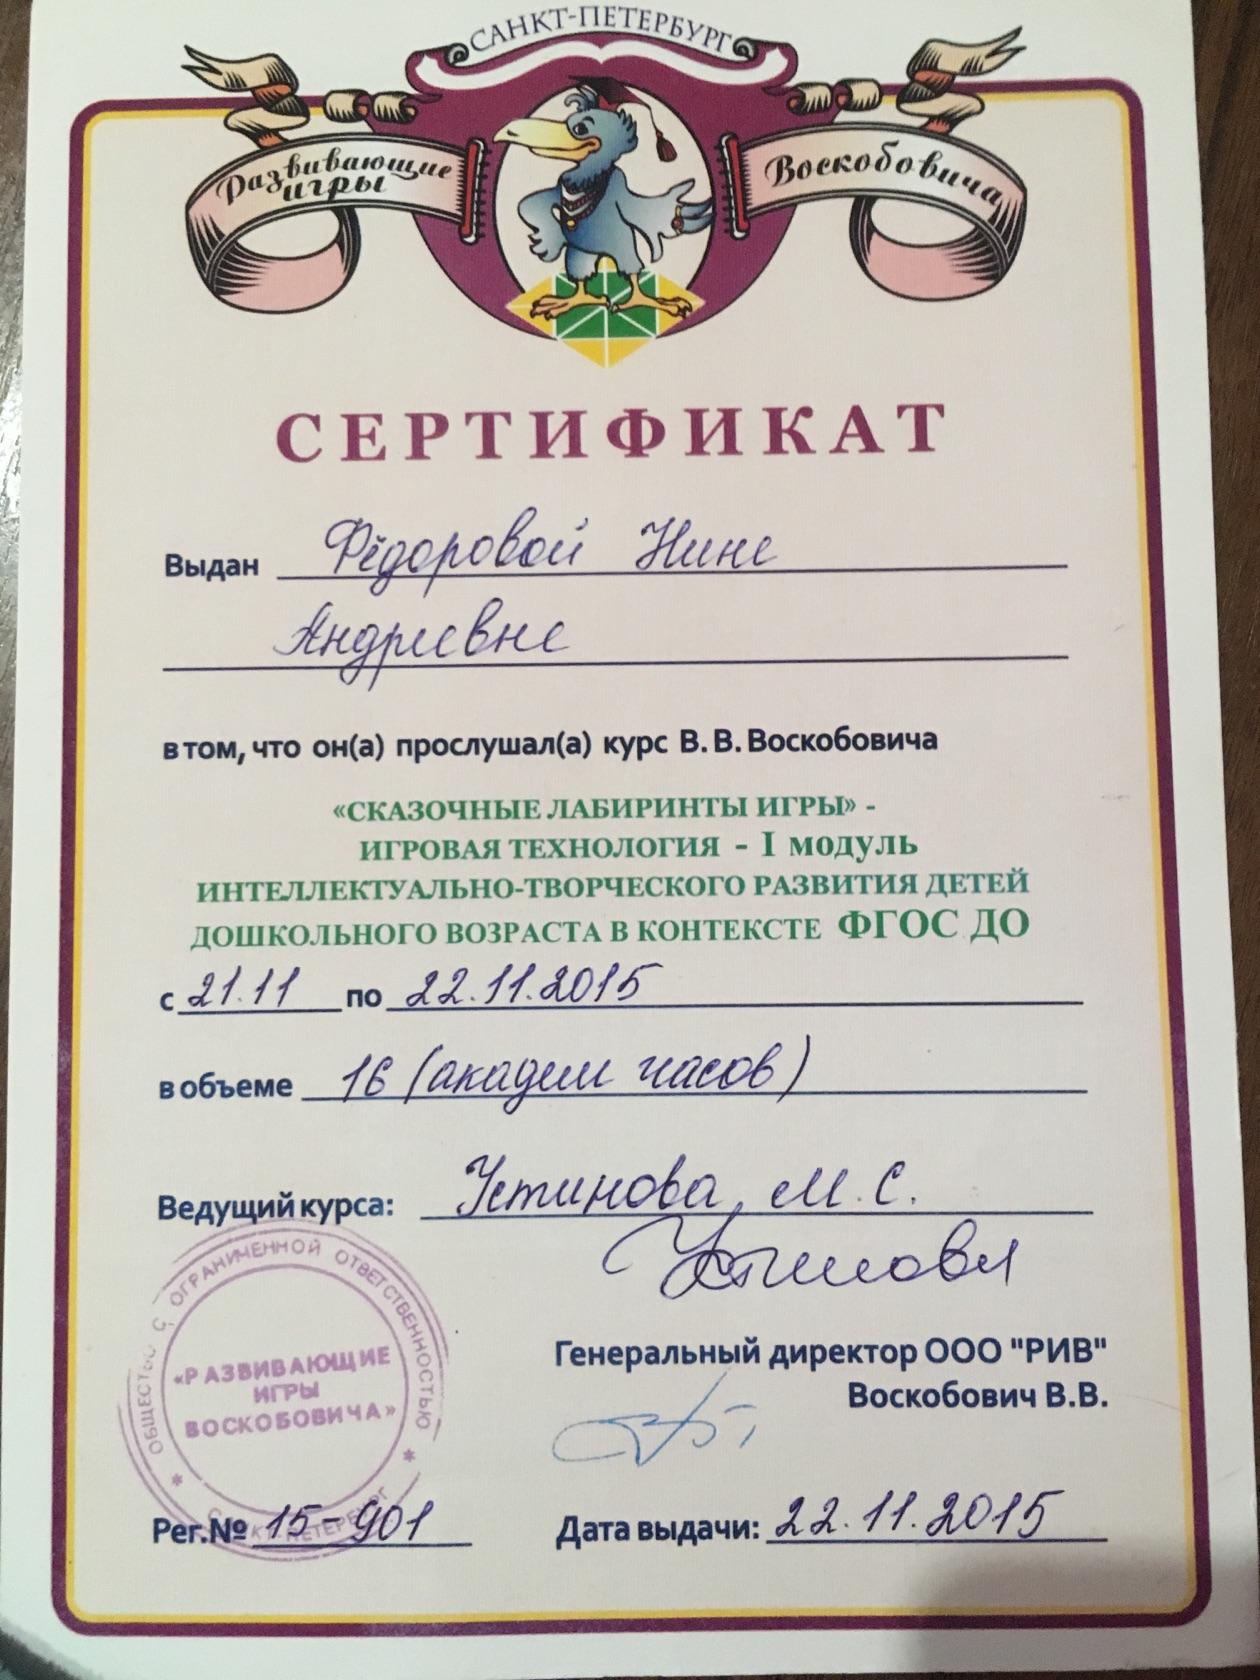 САНКТ-ПЕТЕРБУРГ
Развивающие
игры
Воскобовича
СЕРТИФИКАТ
Выдан Фёдоровой Нине
Андреевне
в том, что он(а) прослушал(а) курс В. В. Воскобовича
«СКАЗОЧНЫЕ ЛАБИРИНТЫ ИГРЫ» -
ИГРОВАЯ ТЕХНОЛОГИЯ - I модуль
ИНТЕЛЛЕКТУАЛЬНО-ТВОРЧЕСКОГО РАЗВИТИЯ ДЕТЕЙ
ДОШКОЛЬНОГО ВОЗРАСТА В КОНТЕКСТЕ ФГОС ДО
с 21.11 по 22.11.2015
в объеме 16 (академ часов)
Ведущий курса: Устинова М. С.
Устинова
ОБЩЕСТВО С ОГРАНИЧЕННОЙ ОТВЕТСТВЕННОСТЬЮ
«РАЗВИВАЮЩИЕ
ИГРЫ
ВОСКОБОВИЧА»
САНКТ-ПЕТЕРБУРГ
Генеральный директор ООО "РИВ"
Воскобович В.В.
Рег.№ 15-901
Дата выдачи: 22.11.2015